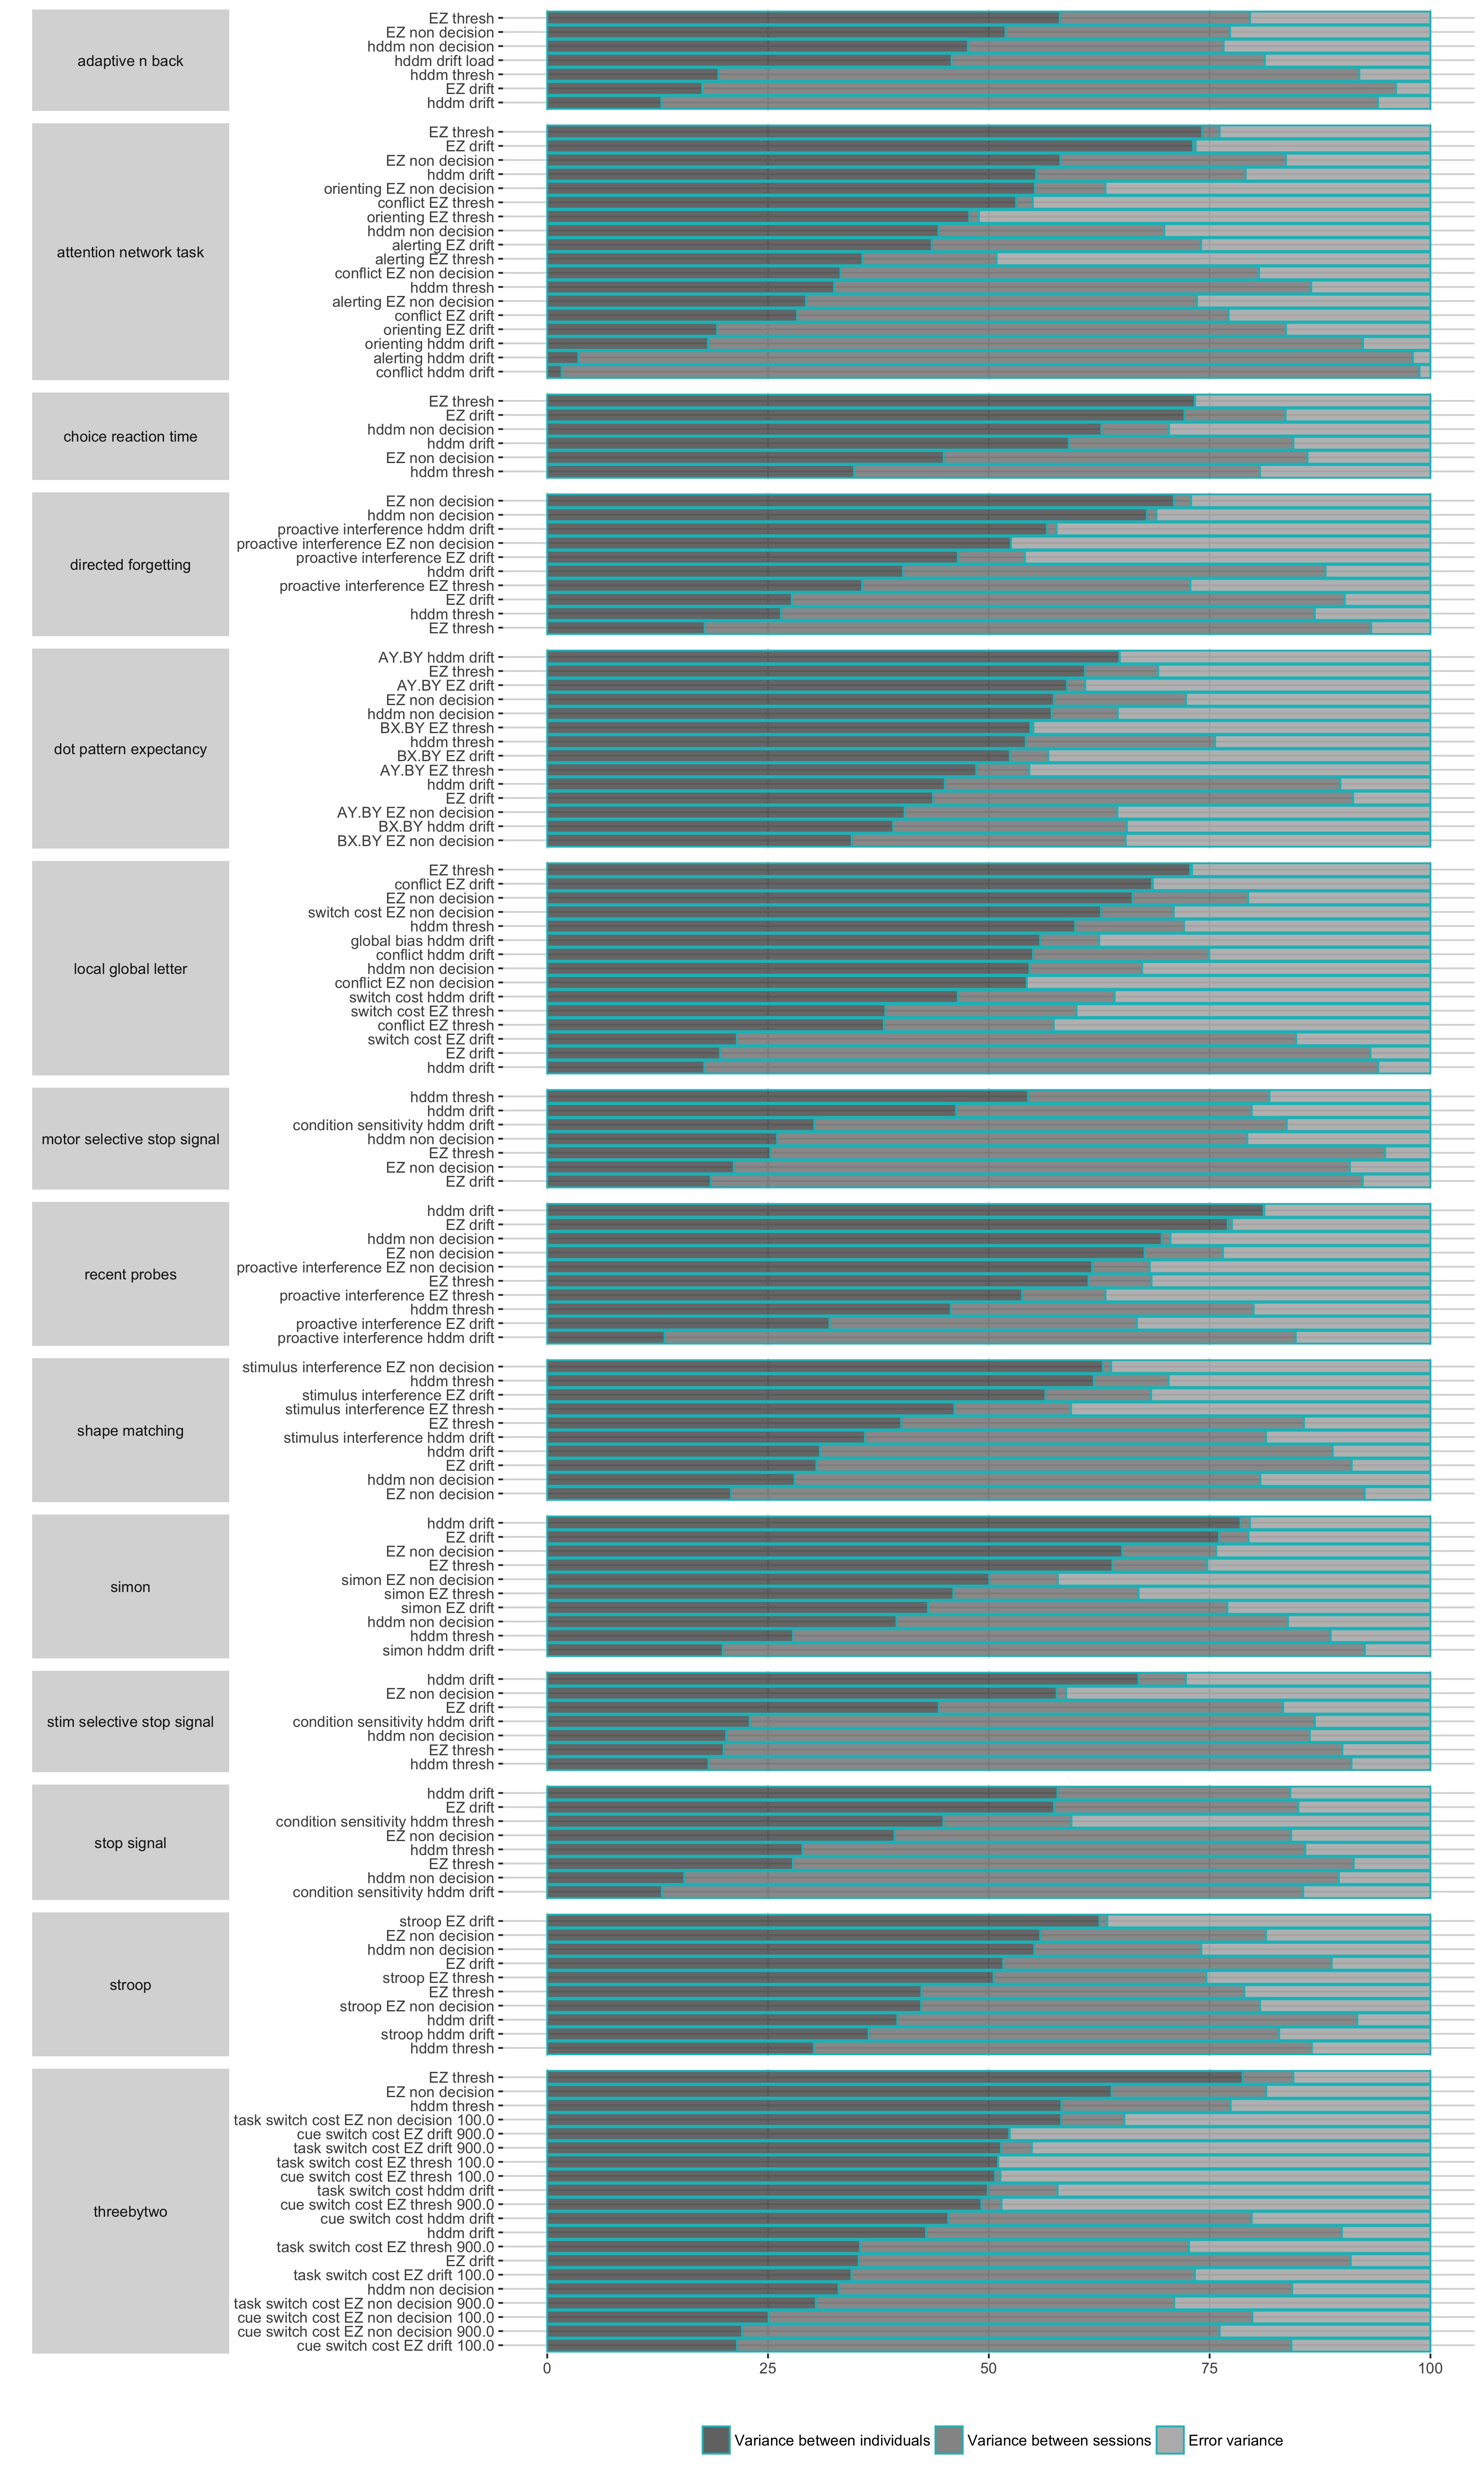 adaptive n back
EZ thresh
EZ non decision
hddm non decision
hddm drift load
hddm thresh
EZ drift
hddm drift
attention network task
EZ thresh
EZ drift
EZ non decision
hddm drift
orienting EZ non decision
conflict EZ thresh
orienting EZ thresh
hddm non decision
alerting EZ drift
alerting EZ thresh
conflict EZ non decision
hddm thresh
alerting EZ non decision
conflict EZ drift
orienting EZ drift
orienting hddm drift
alerting hddm drift
conflict hddm drift
choice reaction time
EZ thresh
EZ drift
hddm non decision
hddm drift
EZ non decision
hddm thresh
directed forgetting
EZ non decision
hddm non decision
proactive interference hddm drift
proactive interference EZ non decision
proactive interference EZ drift
hddm drift
proactive interference EZ thresh
EZ drift
hddm thresh
EZ thresh
dot pattern expectancy
AY.BY hddm drift
EZ thresh
AY.BY EZ drift
EZ non decision
hddm non decision
BX.BY EZ thresh
hddm thresh
BX.BY EZ drift
AY.BY EZ thresh
hddm drift
EZ drift
AY.BY EZ non decision
BX.BY hddm drift
BX.BY EZ non decision
local global letter
EZ thresh
conflict EZ drift
EZ non decision
switch cost EZ non decision
hddm thresh
global bias hddm drift
conflict hddm drift
hddm non decision
conflict EZ non decision
switch cost hddm drift
switch cost EZ thresh
conflict EZ thresh
switch cost EZ drift
EZ drift
hddm drift
motor selective stop signal
hddm thresh
hddm drift
condition sensitivity hddm drift
hddm non decision
EZ thresh
EZ non decision
EZ drift
recent probes
hddm drift
EZ drift
hddm non decision
EZ non decision
proactive interference EZ non decision
EZ thresh
proactive interference EZ thresh
hddm thresh
proactive interference EZ drift
proactive interference hddm drift
shape matching
stimulus interference EZ non decision
hddm thresh
stimulus interference EZ drift
stimulus interference EZ thresh
EZ thresh
stimulus interference hddm drift
hddm drift
EZ drift
hddm non decision
EZ non decision
simon
hddm drift
EZ drift
EZ non decision
EZ thresh
simon EZ non decision
simon EZ thresh
simon EZ drift
hddm non decision
hddm thresh
simon hddm drift
stim selective stop signal
hddm drift
EZ non decision
EZ drift
condition sensitivity hddm drift
hddm non decision
EZ thresh
hddm thresh
stop signal
hddm drift
EZ drift
condition sensitivity hddm thresh
EZ non decision
hddm thresh
EZ thresh
hddm non decision
condition sensitivity hddm drift
stroop
stroop EZ drift
EZ non decision
hddm non decision
EZ drift
stroop EZ thresh
EZ thresh
stroop EZ non decision
hddm drift
stroop hddm drift
hddm thresh
threebytwo
EZ thresh
EZ non decision
hddm thresh
task switch cost EZ non decision 100.0
cue switch cost EZ drift 900.0
task switch cost EZ drift 900.0
task switch cost EZ thresh 100.0
cue switch cost EZ thresh 100.0
task switch cost hddm drift
cue switch cost EZ thresh 900.0
cue switch cost hddm drift
hddm drift
task switch cost EZ thresh 900.0
EZ drift
task switch cost EZ drift 100.0
hddm non decision
task switch cost EZ non decision 900.0
cue switch cost EZ non decision 100.0
cue switch cost EZ non decision 900.0
cue switch cost EZ drift 100.0
0 25 50 75 100
Variance between individuals Variance between sessions Error variance